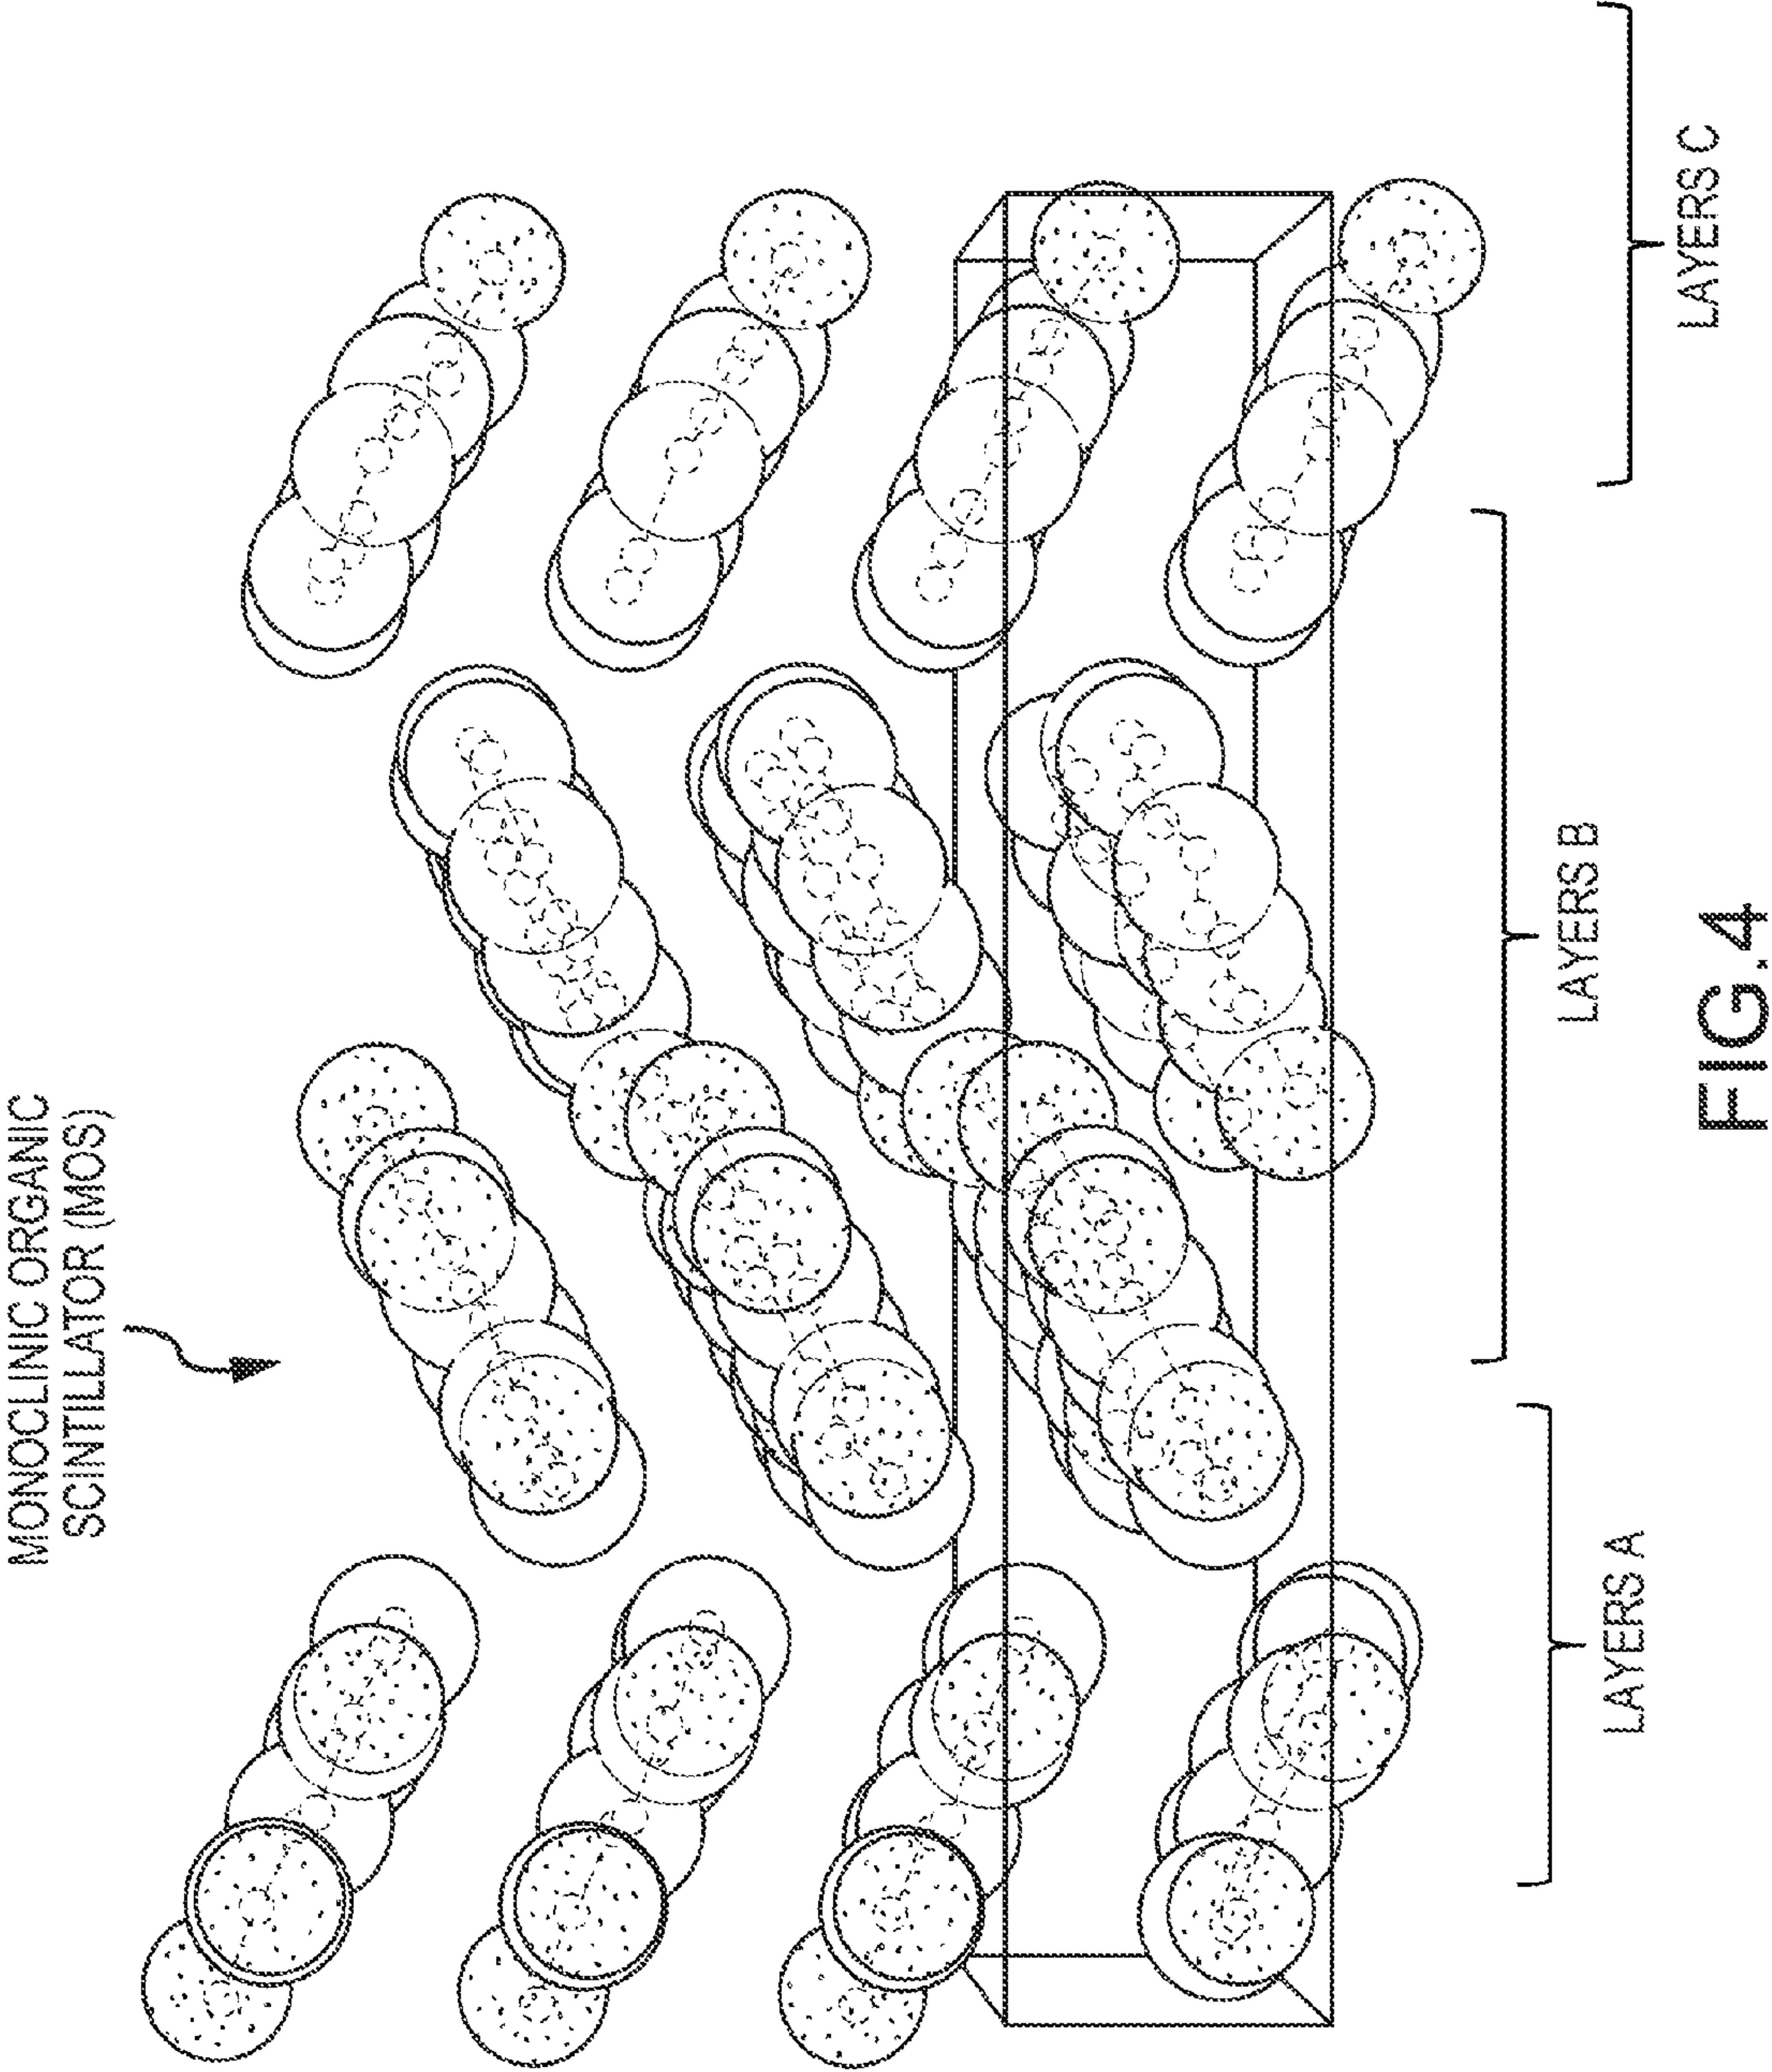 MONOCLINIC ORGANIC
SCINTILLATOR (MOS)
LAYERS A
LAYERS B
LAYERS C
FIG.4